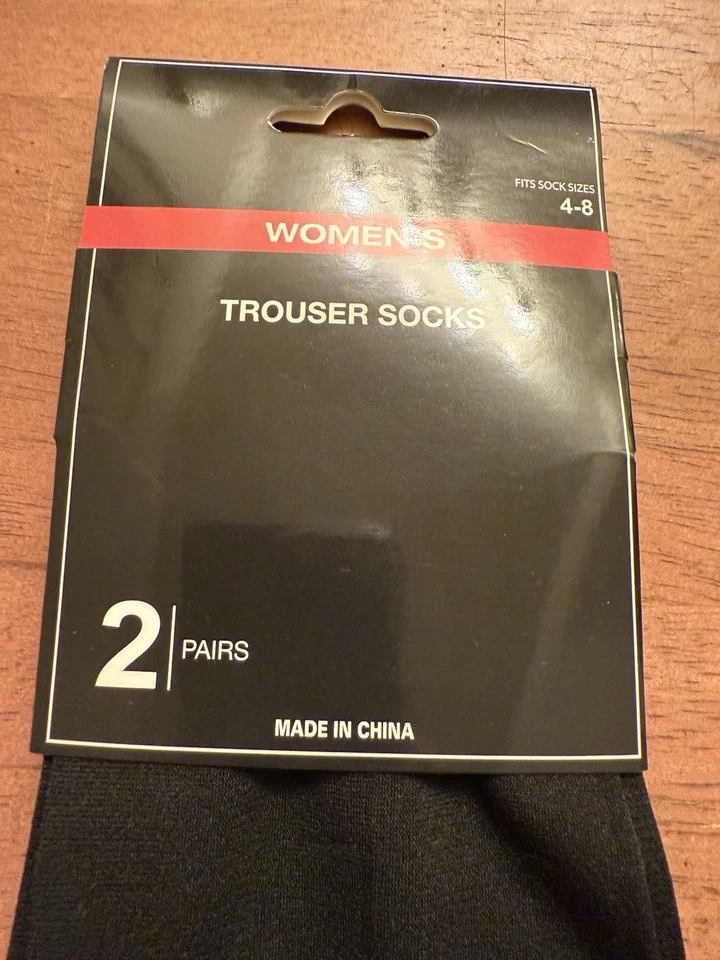 FITS SOCK SIZES
4-8
WOMEN'S
TROUSER SOCKS
2 PAIRS
MADE IN CHINA